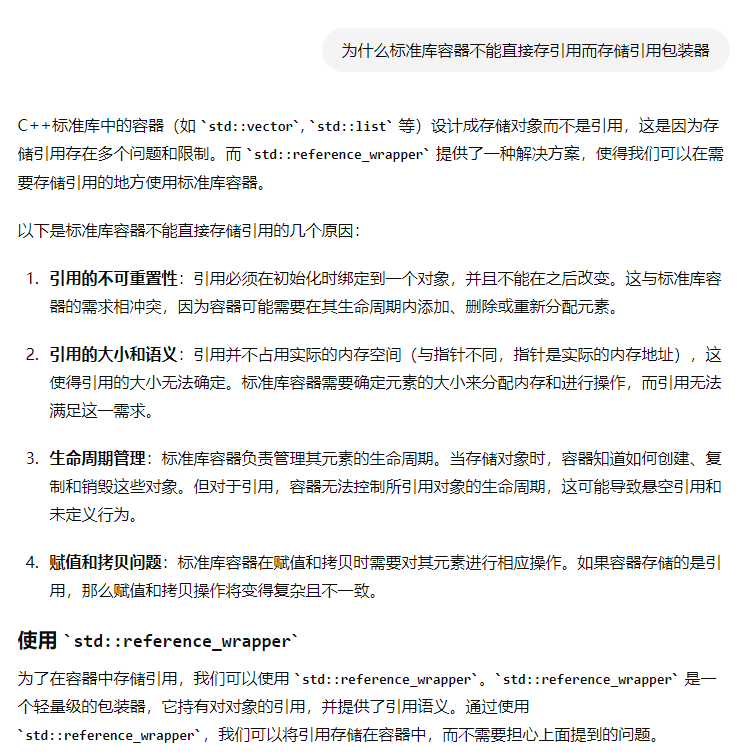 为什么标准库容器不能直接存引用而存储引用包装器
C++标准库中的容器（如 `std::vector`, `std::list` 等）设计成存储对象而不是引用，这是因为存
储引用存在多个问题和限制。而 `std::reference_wrapper` 提供了一种解决方案，使得我们可以在需
要存储引用的地方使用标准库容器。
以下是标准库容器不能直接存储引用的几个原因：
1. 引用的不可重置性：引用必须在初始化时绑定到一个对象，并且不能在之后改变。这与标准库容
器的需求相冲突，因为容器可能需要在其生命周期内添加、删除或重新分配元素。
2. 引用的大小和语义：引用并不占用实际的内存空间（与指针不同，指针是实际的内存地址），这
使得引用的大小无法确定。标准库容器需要确定元素的大小来分配内存和进行操作，而引用无法
满足这一需求。
3. 生命周期管理：标准库容器负责管理其元素的生命周期。当存储对象时，容器知道如何创建、复
制和销毁这些对象。但对于引用，容器无法控制所引用对象的生命周期，这可能导致悬空引用和
未定义行为。
4. 赋值和拷贝问题：标准库容器在赋值和拷贝时需要对其元素进行相应操作。如果容器存储的是引
用，那么赋值和拷贝操作将变得复杂且不一致。
使用 `std::reference_wrapper`
为了在容器中存储引用，我们可以使用 `std::reference_wrapper`。`std::reference_wrapper` 是一
个轻量级的包装器，它持有对对象的引用，并提供了引用语义。通过使用
`std::reference_wrapper`，我们可以将引用存储在容器中，而不需要担心上面提到的问题。